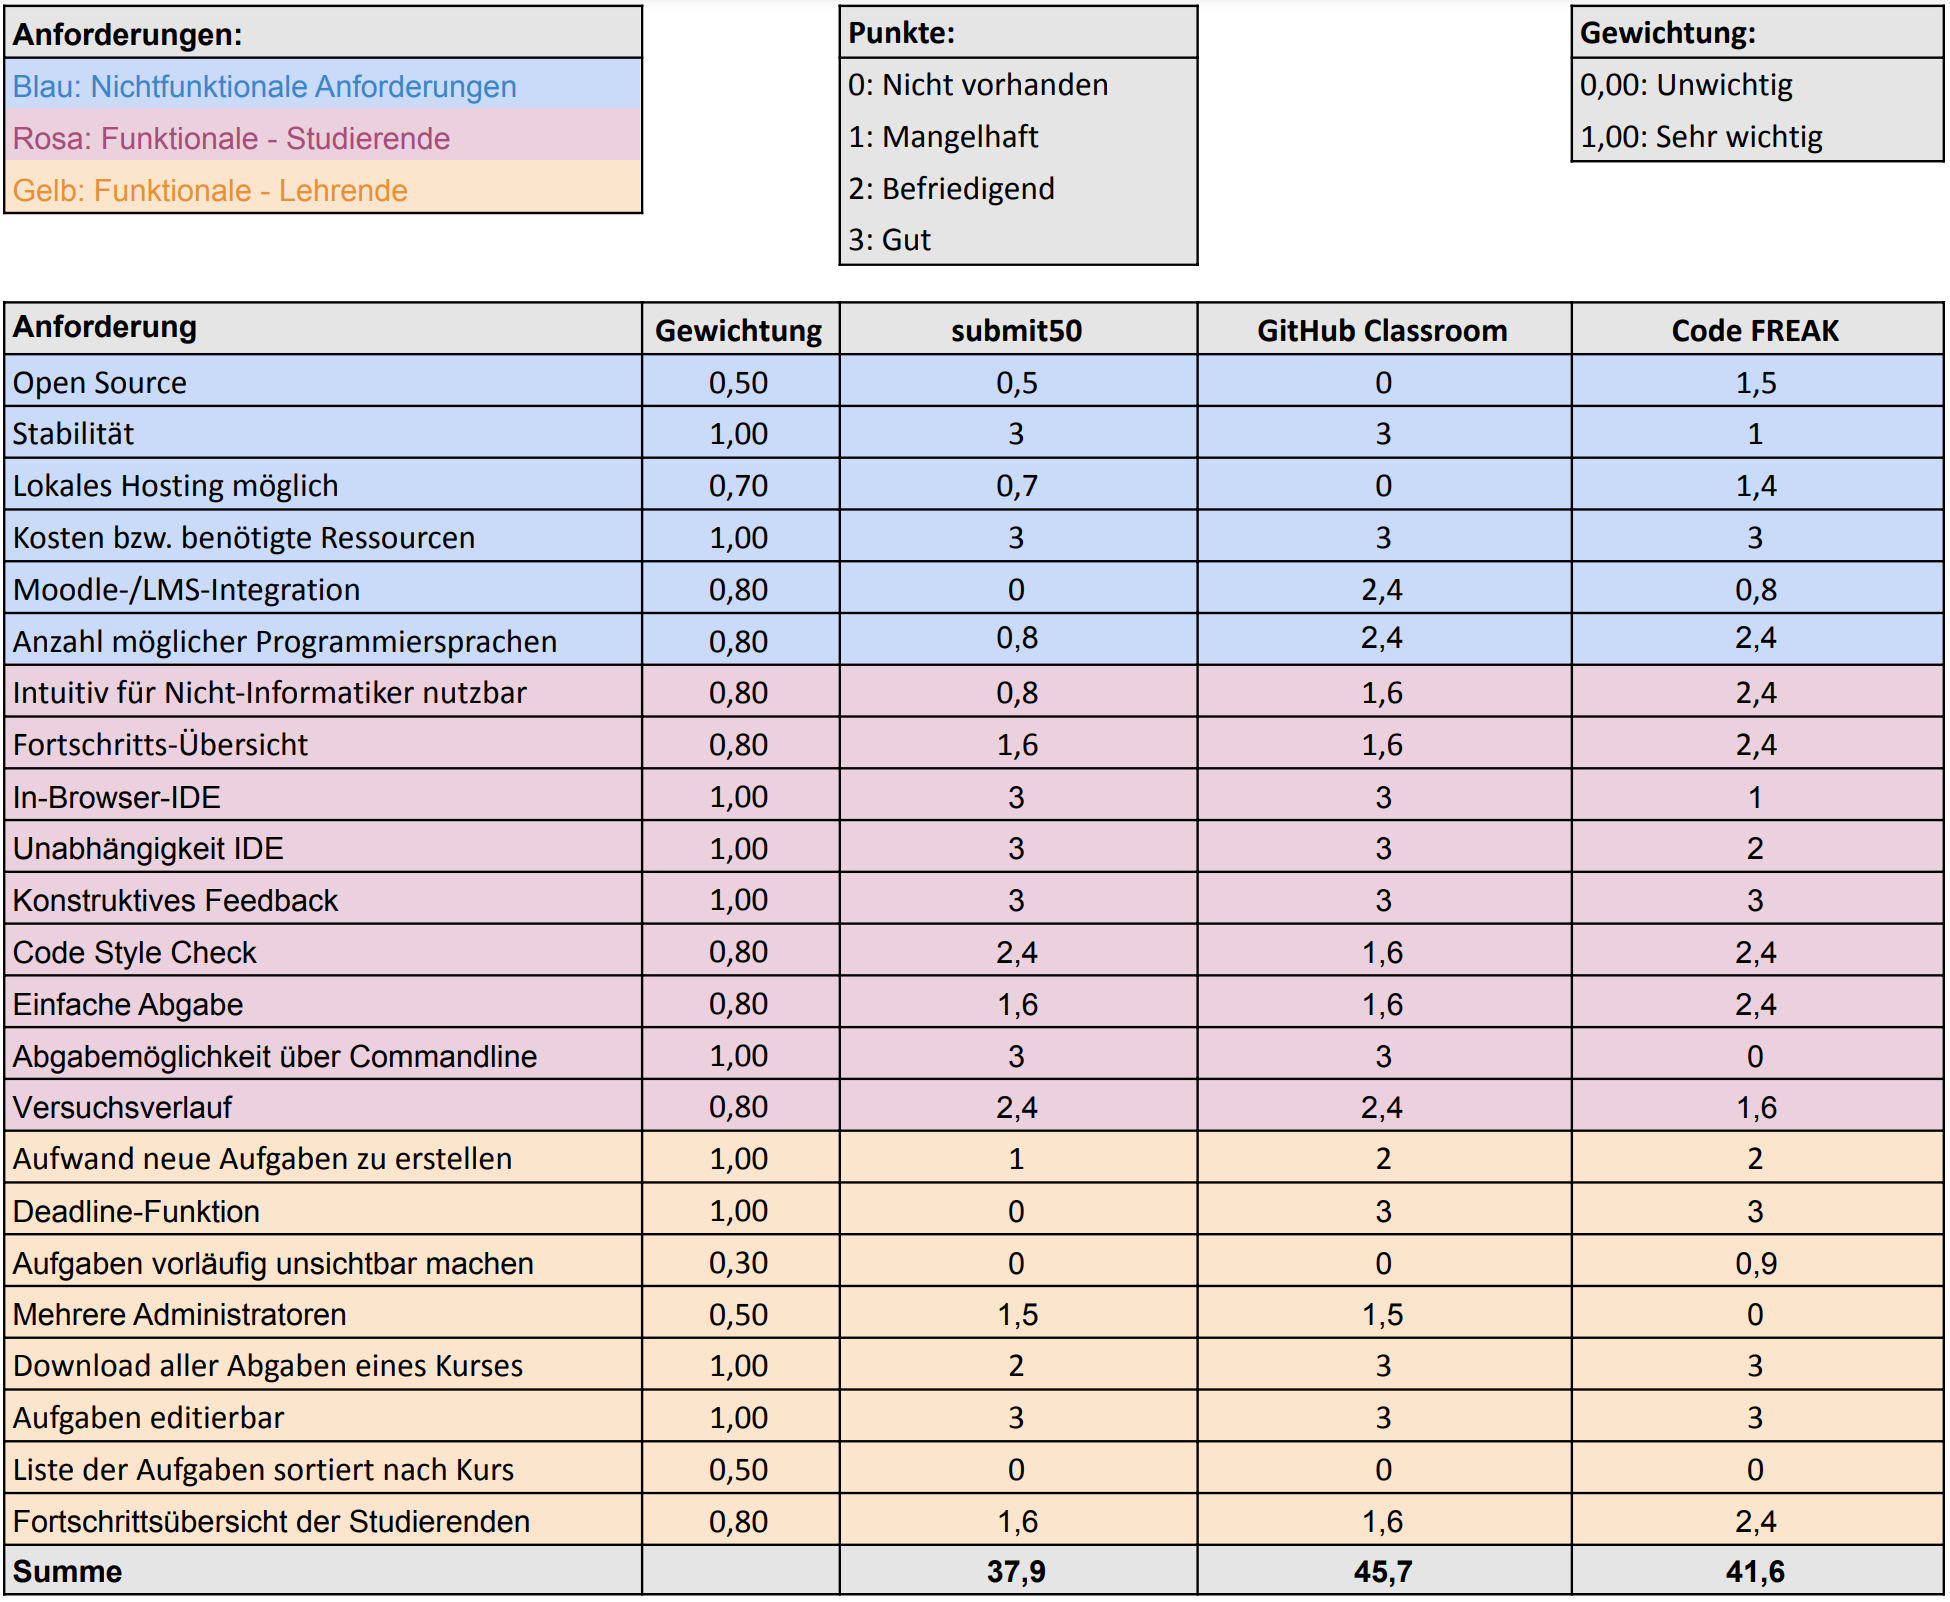 Anforderungen:
Blau: Nichtfunktionale Anforderungen
Rosa: Funktionale - Studierende
Gelb: Funktionale - Lehrende
Punkte:
0: Nicht vorhanden
1: Mangelhaft
2: Befriedigend
3: Gut
Gewichtung:
0,00: Unwichtig
1,00: Sehr wichtig
Anforderung Gewichtung submit50 GitHub Classroom Code FREAK
Open Source 0,50 0,5 0 1,5
Stabilität 1,00 3 3 1
Lokales Hosting möglich 0,70 0,7 0 1,4
Kosten bzw. benötigte Ressourcen 1,00 3 3 3
Moodle-/LMS-Integration 0,80 0 2,4 0,8
Anzahl möglicher Programmiersprachen 0,80 0,8 2,4 2,4
Intuitiv für Nicht-Informatiker nutzbar 0,80 0,8 1,6 2,4
Fortschritts-Übersicht 0,80 1,6 1,6 2,4
In-Browser-IDE 1,00 3 3 1
Unabhängigkeit IDE 1,00 3 3 2
Konstruktives Feedback 1,00 3 3 3
Code Style Check 0,80 2,4 1,6 2,4
Einfache Abgabe 0,80 1,6 1,6 2,4
Abgabemöglichkeit über Commandline 1,00 3 3 0
Versuchsverlauf 0,80 2,4 2,4 1,6
Aufwand neue Aufgaben zu erstellen 1,00 1 2 2
Deadline-Funktion 1,00 0 3 3
Aufgaben vorläufig unsichtbar machen 0,30 0 0 0,9
Mehrere Administratoren 0,50 1,5 1,5 0
Download aller Abgaben eines Kurses 1,00 2 3 3
Aufgaben editierbar 1,00 3 3 3
Liste der Aufgaben sortiert nach Kurs 0,50 0 0 0
Fortschrittsübersicht der Studierenden 0,80 1,6 1,6 2,4
Summe 37,9 45,7 41,6